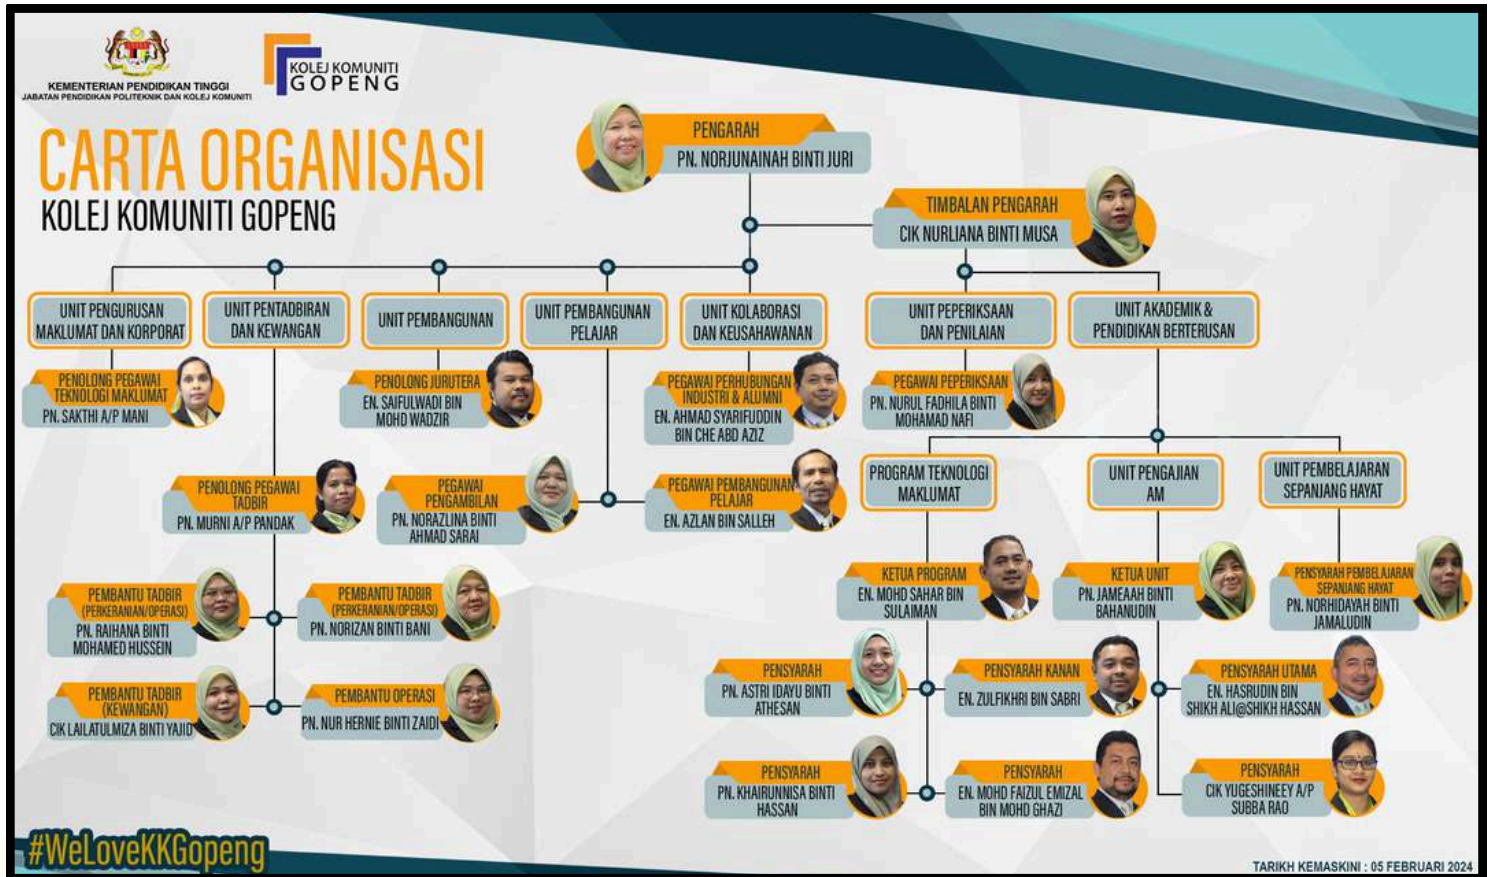 KEMENTERIAN PENDIDIKAN TINGGI
JABATAN PENDIDIKAN POLITEKNIK DAN KOLEJ KOMUNITI
KOLEJ KOMUNITI
GOPENG
CARTA ORGANISASI
KOLEJ KOMUNITI GOPENG
PENGARAH
PN. NORJUNAINAH BINTI JURI
TIMBALAN PENGARAH
CIK NURLIANA BINTI MUSA
UNIT PENGURUSAN
MAKLUMAT DAN KORPORAT
UNIT PENTADBIRAN
DAN KEWANGAN
UNIT PEMBANGUNAN
UNIT PEMBANGUNAN
PELAJAR
UNIT KOLABORASI
DAN KEUSAHAWANAN
UNIT PEPERIKSAAN
DAN PENILAIAN
UNIT AKADEMIK &
PENDIDIKAN BERTERUSAN
PENOLONG PEGAWAI
TEKNOLOGI MAKLUMAT
PN. SAKTHI A/P MANI
PENOLONG JURUTERA
EN. SAIFULWADI BIN
MOHD WADZIR
PEGAWAI PERHUBUNGAN
INDUSTRI & ALUMNI
EN. AHMAD SYARIFUDDIN
BIN CHE ABD AZIZ
PEGAWAI PEPERIKSAAN
PN. NURUL FADHILA BINTI
MOHAMAD NAFI
PENOLONG PEGAWAI
TADBIR
PN. MURNI A/P PANDAK
PEGAWAI
PENGAMBILAN
PN. NORAZLINA BINTI
AHMAD SARAI
PEGAWAI PEMBANGUNAN
PELAJAR
EN. AZLAN BIN SALLEH
PROGRAM TEKNOLOGI
MAKLUMAT
UNIT PENGAJIAN
AM
UNIT PEMBELAJARAN
SEPANJANG HAYAT
PEMBANTU TADBIR
(PERKERANIAN/OPERASI)
PN. RAIHANA BINTI
MOHAMED HUSSEIN
PEMBANTU TADBIR
(PERKERANIAN/OPERASI)
PN. NORIZAN BINTI BANI
KETUA PROGRAM
EN. MOHD SAHAR BIN
SULAIMAN
KETUA UNIT
PN. JAMEAAH BINTI
BAHANUDIN
PENSYARAH PEMBELAJARAN
SEPANJANG HAYAT
PN. NORHIDAYAH BINTI
JAMALUDIN
PEMBANTU TADBIR
(KEWANGAN)
CIK LAILATULMIZA BINTI YAJID
PEMBANTU OPERASI
PN. NUR HERNIE BINTI ZAIDI
PENSYARAH
PN. ASTRI IDAYU BINTI
ATHESAN
PENSYARAH KANAN
EN. ZULFIKHRI BIN SABRI
PENSYARAH UTAMA
EN. HASRUDIN BIN
SHIKH ALI@SHIKH HASSAN
PENSYARAH
PN. KHAIRUNNISA BINTI
HASSAN
PENSYARAH
EN. MOHD FAIZUL EMIZAL
BIN MOHD GHAZI
PENSYARAH
CIK YUGESHINEEY A/P
SUBBA RAO
#WeLoveKKGopeng
TARIKH KEMASKINI : 05 FEBRUARI 2024